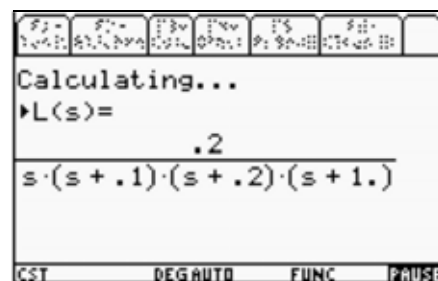 Calculating...
▸L(s)=
.2
s·(s + .1)·(s + .2)·(s + 1.)
CST DEG AUTO FUNC PAUSE